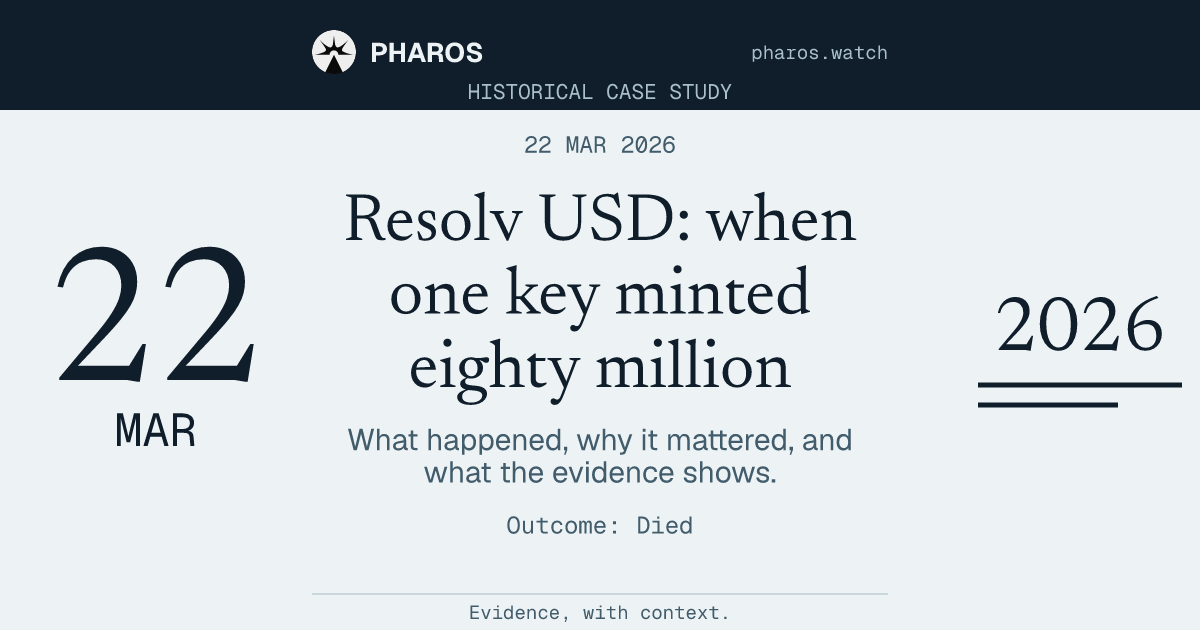 PHAROS
pharos.watch
HISTORICAL CASE STUDY
22 MAR 2026
Resolv USD: when
one key minted
eighty million
22
MAR
2026
What happened, why it mattered, and
what the evidence shows.
Outcome: Died
Evidence, with context.